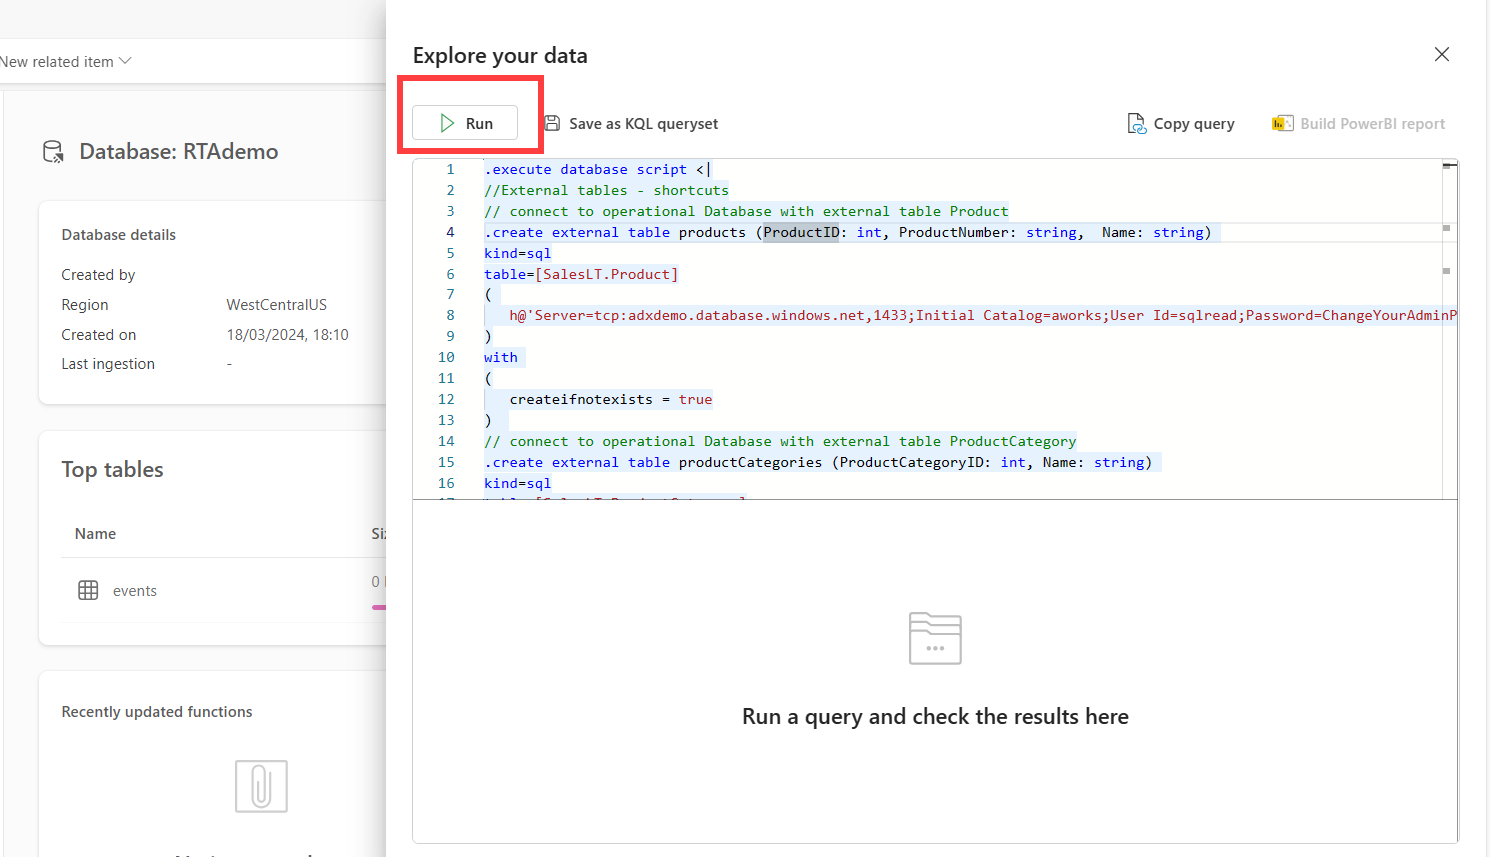 New related item
Database: RTAdemo
Database details
Created by
Region WestCentralUS
Created on 18/03/2024, 18:10
Last ingestion -
Top tables
Name
events 0
Recently updated functions
Explore your data
Run Save as KQL queryset Copy query Build PowerBI report
1 .execute database script <|
2 //External tables - shortcuts
3 // connect to operational Database with external table Product
4 .create external table products (ProductID: int, ProductNumber: string,  Name: string)
5 kind=sql
6 table=[SalesLT.Product]
7 (
8 h@'Server=tcp:adxdemo.database.windows.net,1433;Initial Catalog=aworks;User Id=sqlread;Password=ChangeYourAdminP
9 )
10 with
11 (
12 createifnotexists = true
13 )
14 // connect to operational Database with external table ProductCategory
15 .create external table productCategories (ProductCategoryID: int, Name: string)
16 kind=sql
Run a query and check the results here